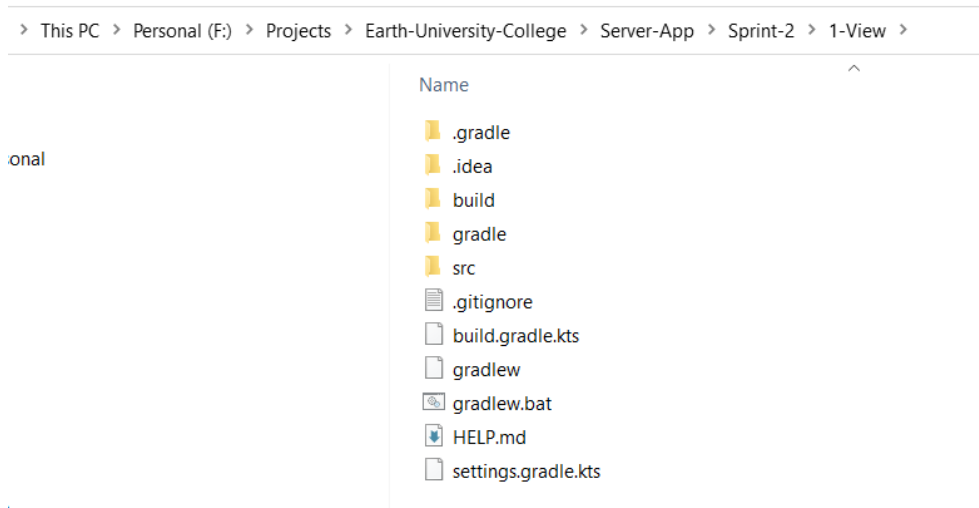 > This PC > Personal (F:) > Projects > Earth-University-College > Server-App > Sprint-2 > 1-View >
Name
.gradle
sonal
.idea
build
gradle
src
.gitignore
build.gradle.kts
gradlew
gradlew.bat
HELP.md
settings.gradle.kts